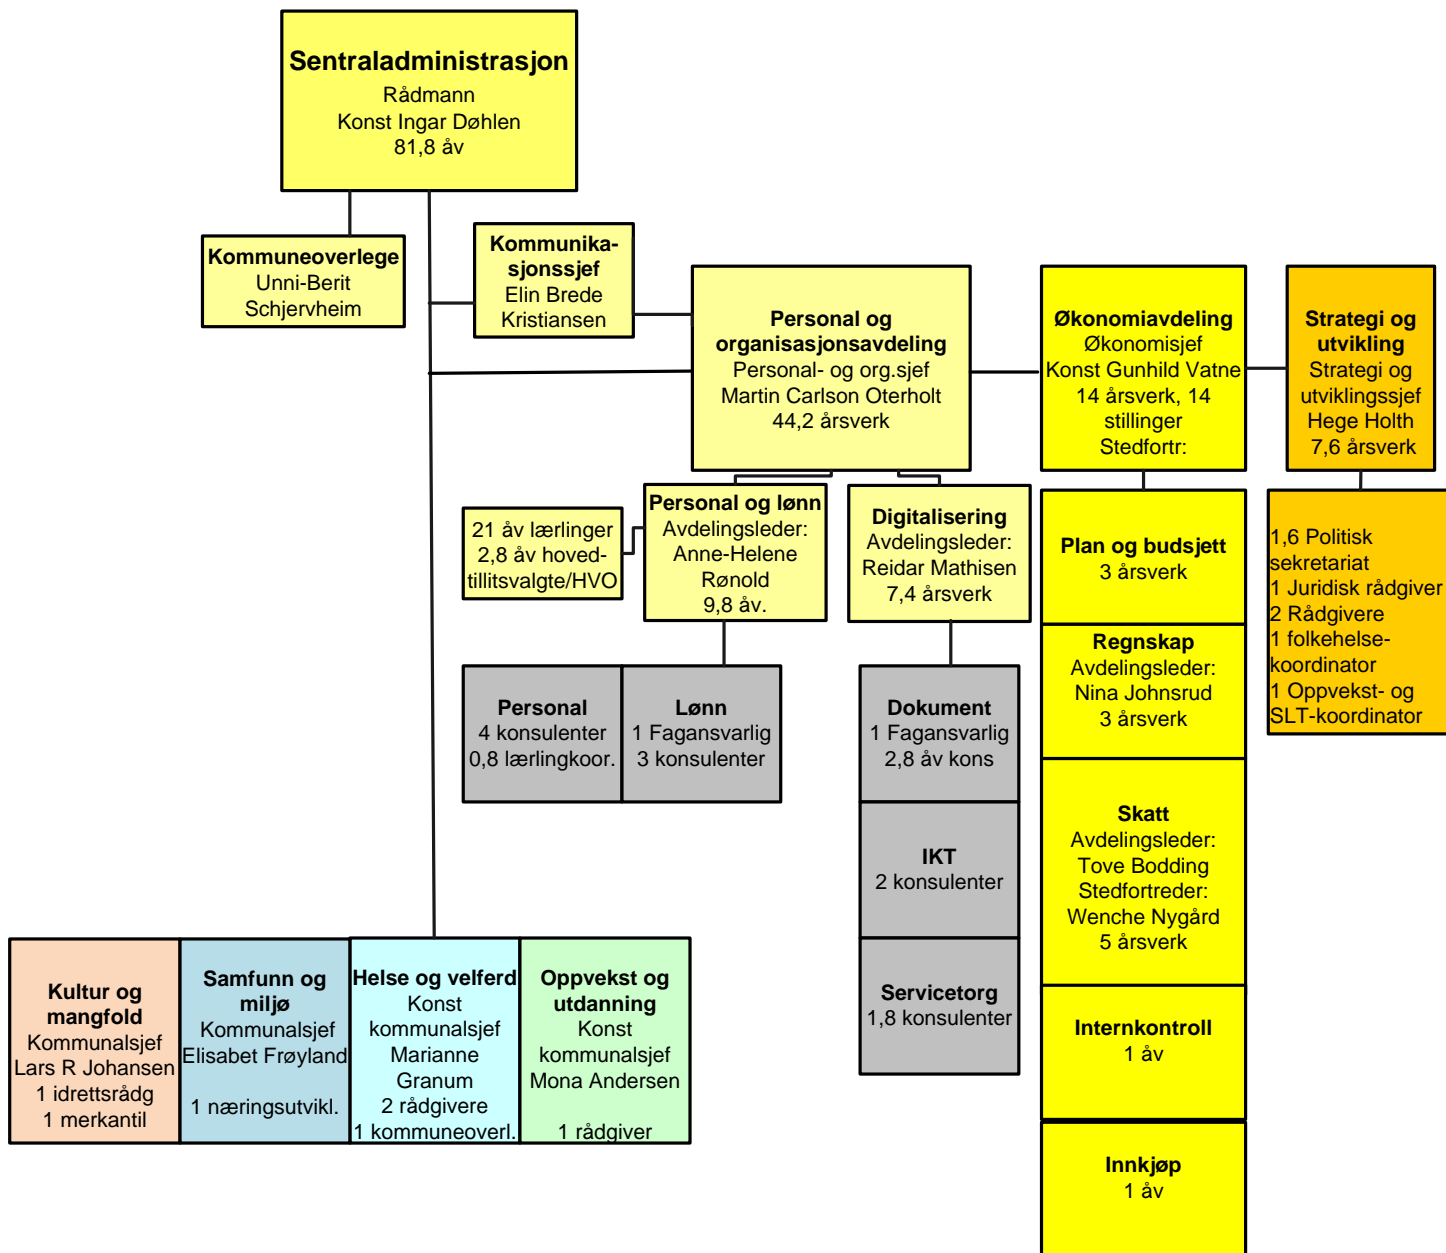 Sentraladministrasjon
Rådmann
Konst Ingar Døhlen
81,8 åv
Kommuneoverlege
Unni-Berit
Schjervheim
Kommunika-
sjonssjef
Elin Brede
Kristiansen
Personal og
organisasjonsavdeling
Personal- og org.sjef
Martin Carlson Oterholt
44,2 årsverk
Økonomiavdeling
Økonomisjef
Konst Gunhild Vatne
14 årsverk, 14
stillinger
Stedfortr:
Strategi og
utvikling
Strategi og
utviklingssjef
Hege Holth
7,6 årsverk
21 åv lærlinger
2,8 åv hoved-
tillitsvalgte/HVO
Personal og lønn
Avdelingsleder:
Anne-Helene
Rønold
9,8 åv.
Digitalisering
Avdelingsleder:
Reidar Mathisen
7,4 årsverk
Plan og budsjett
3 årsverk
1,6 Politisk
sekretariat
1 Juridisk rådgiver
2 Rådgivere
1 folkehelse-
koordinator
1 Oppvekst- og
SLT-koordinator
Personal
4 konsulenter
0,8 lærlingkoor.
Lønn
1 Fagansvarlig
3 konsulenter
Dokument
1 Fagansvarlig
2,8 åv kons
Regnskap
Avdelingsleder:
Nina Johnsrud
3 årsverk
IKT
2 konsulenter
Skatt
Avdelingsleder:
Tove Bodding
Stedfortreder:
Wenche Nygård
5 årsverk
Servicetorg
1,8 konsulenter
Internkontroll
1 åv
Innkjøp
1 åv
Kultur og
mangfold
Kommunalsjef
Lars R Johansen
1 idrettsrådg
1 merkantil
Samfunn og
miljø
Kommunalsjef
Elisabet Frøyland
1 næringsutvikl.
Helse og velferd
Konst
kommunalsjef
Marianne
Granum
2 rådgivere
1 kommuneoverl.
Oppvekst og
utdanning
Konst
kommunalsjef
Mona Andersen
1 rådgiver